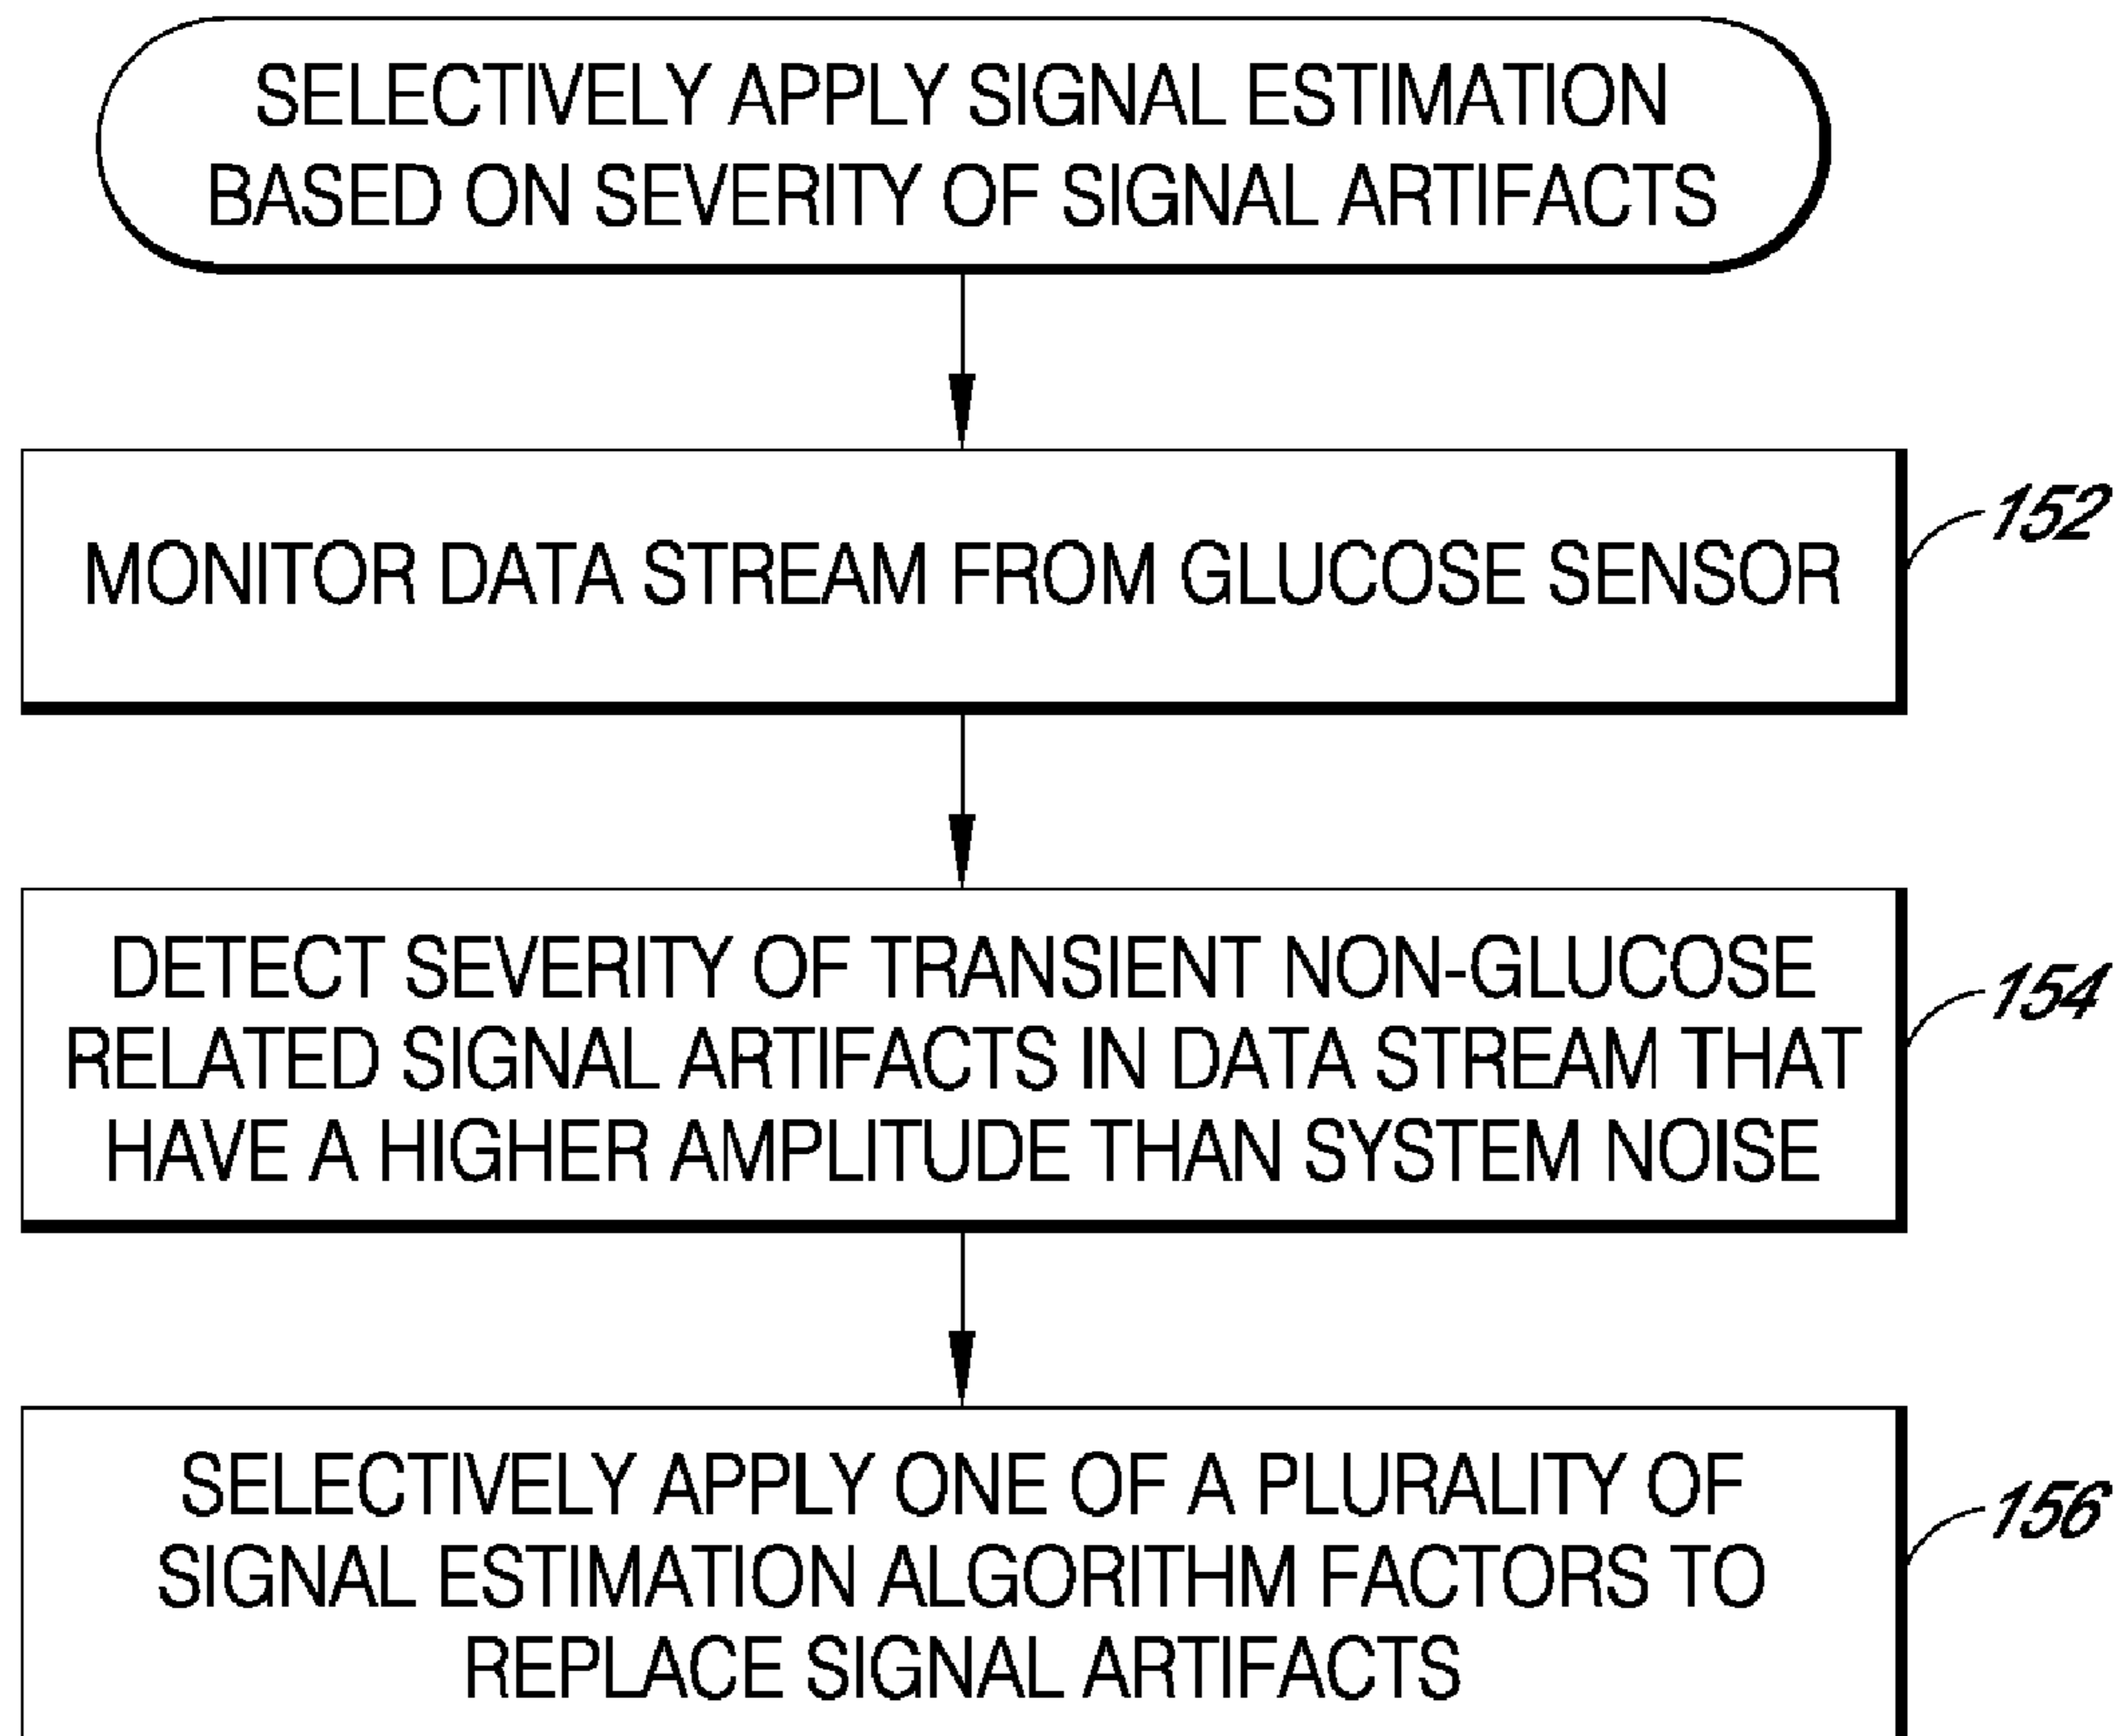 SELECTIVELY APPLY SIGNAL ESTIMATION
BASED ON SEVERITY OF SIGNAL ARTIFACTS
MONITOR DATA STREAM FROM GLUCOSE SENSOR
152
DETECT SEVERITY OF TRANSIENT NON-GLUCOSE
RELATED SIGNAL ARTIFACTS IN DATA STREAM THAT
HAVE A HIGHER AMPLITUDE THAN SYSTEM NOISE
154
SELECTIVELY APPLY ONE OF A PLURALITY OF
SIGNAL ESTIMATION ALGORITHM FACTORS TO
REPLACE SIGNAL ARTIFACTS
156